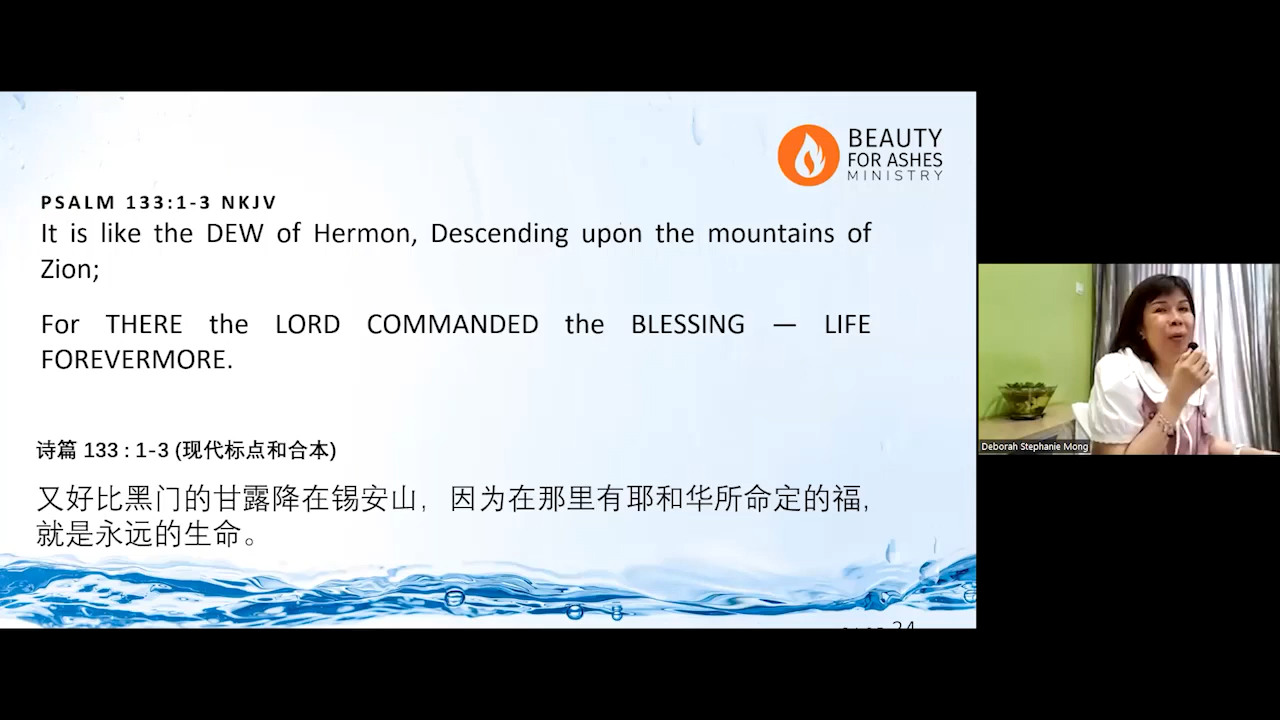 BEAUTY
FOR ASHES
MINISTRY
PSALM 133:1-3 NKJV
It is like the DEW of Hermon, Descending upon the mountains of
Zion;
For THERE the LORD COMMANDED the BLESSING — LIFE
FOREVERMORE.
诗篇 133 : 1-3 (现代标点和合本)
又好比黑门的甘露降在锡安山，因为在那里有耶和华所命定的福，
就是永远的生命。
Deborah Stephanie Mong